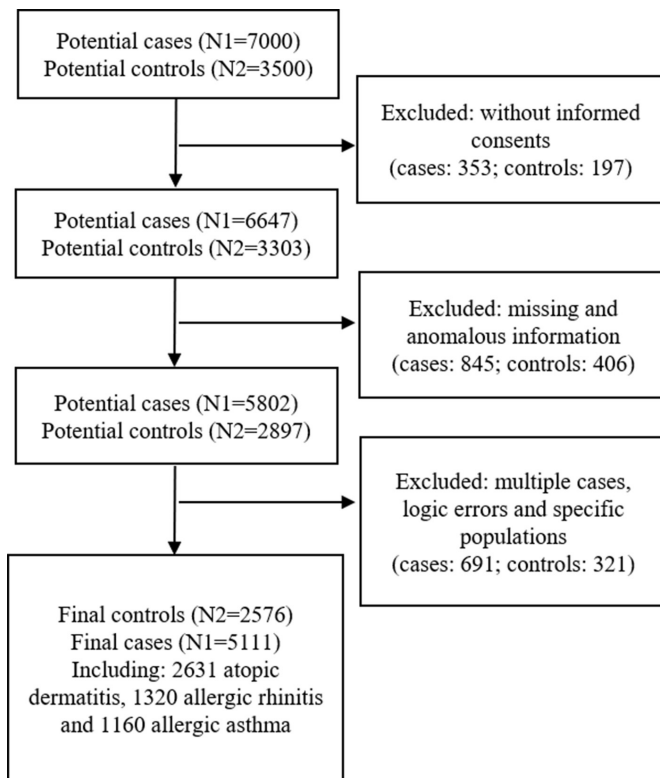 Potential cases (N1=7000)
Potential controls (N2=3500)
Excluded: without informed
consents
(cases: 353; controls: 197)
Potential cases (N1=6647)
Potential controls (N2=3303)
Excluded: missing and
anomalous information
(cases: 845; controls: 406)
Potential cases (N1=5802)
Potential controls (N2=2897)
Excluded: multiple cases,
logic errors and specific
populations
(cases: 691; controls: 321)
Final controls (N2=2576)
Final cases (N1=5111)
Including: 2631 atopic
dermatitis, 1320 allergic rhinitis
and 1160 allergic asthma